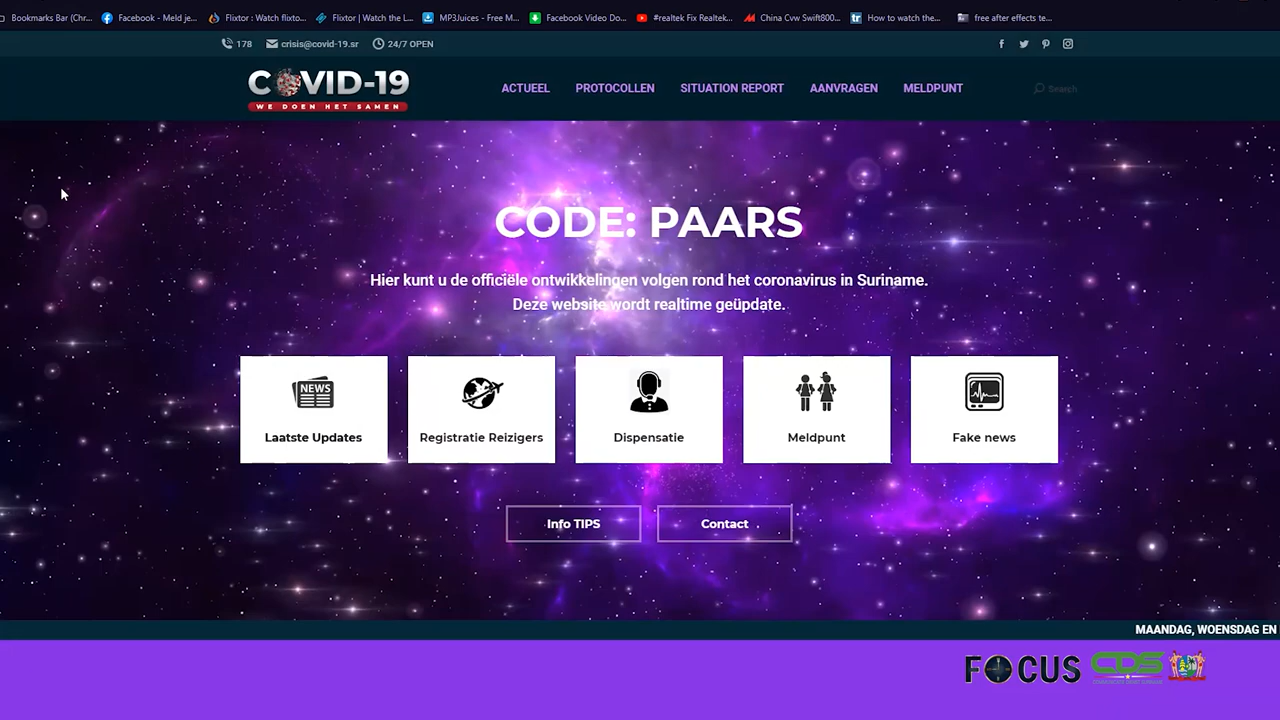 Bookmarks Bar (Chr... Facebook - Meld je... Flixtor : Watch flixto... Flixtor | Watch the L... MP3Juices - Free M... Facebook Video Do... #realtek Fix Realtek... China Cvw Swift800... How to watch the... free after effects te...
178 crisis@covid-19.sr 24/7 OPEN
COVID-19
WE DOEN HET SAMEN
ACTUEEL PROTOCOLLEN SITUATION REPORT AANVRAGEN MELDPUNT Search
CODE: PAARS
Hier kunt u de officiële ontwikkelingen volgen rond het coronavirus in Suriname.
Deze website wordt realtime geüpdate.
NEWS
Laatste Updates Registratie Reizigers Dispensatie Meldpunt Fake news
Info TIPS Contact
MAANDAG, WOENSDAG EN
FOCUS CDS